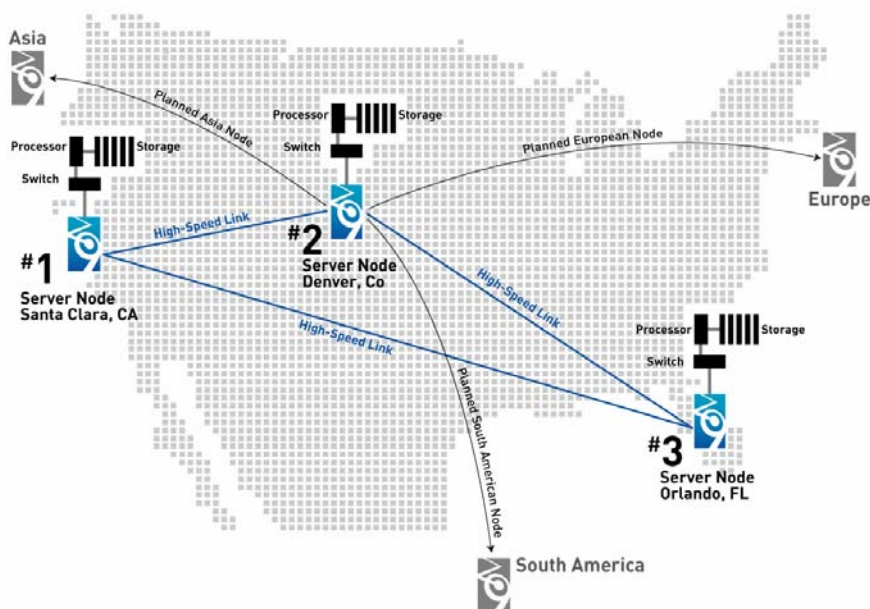 Asia
Planned Asia Node
Processor
Storage
Switch
#1
Server Node
Santa Clara, CA
High-Speed Link
Processor
Storage
Switch
#2
Server Node
Denver, Co
Planned European Node
Europe
High-Speed Link
High-Speed Link
Processor
Storage
Switch
#3
Server Node
Orlando, FL
Planned South American Node
South America